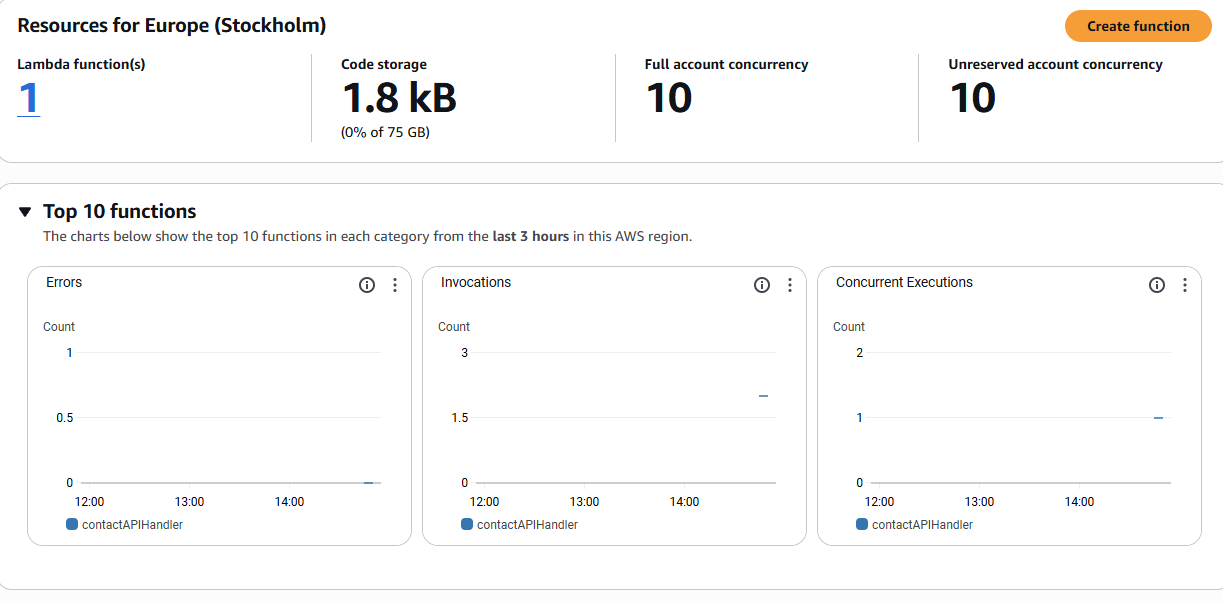 Resources for Europe (Stockholm)
Create function
Lambda function(s)
1
Code storage
1.8 kB
(0% of 75 GB)
Full account concurrency
10
Unreserved account concurrency
10
Top 10 functions
The charts below show the top 10 functions in each category from the last 3 hours in this AWS region.
Errors
Count
1
0.5
0
12:00 13:00 14:00
contactAPIHandler
Invocations
Count
3
1.5
0
12:00 13:00 14:00
contactAPIHandler
Concurrent Executions
Count
2
1
0
12:00 13:00 14:00
contactAPIHandler